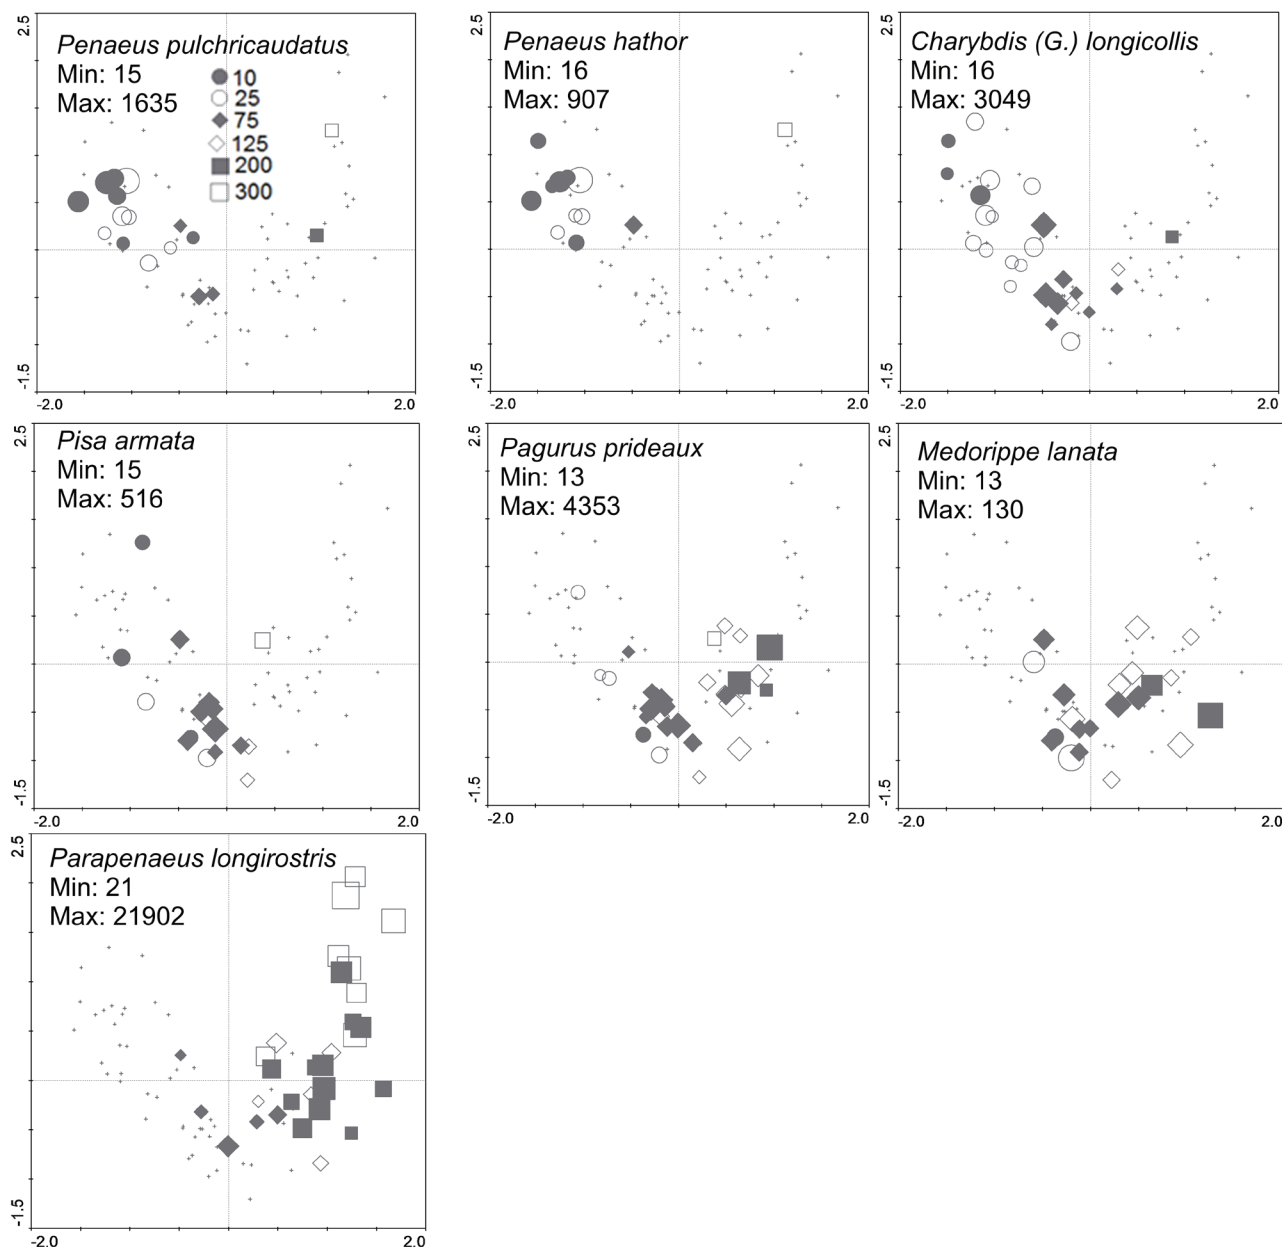 2.5
Penaeus pulchricaudatus
Min: 15
Max: 1635
10
25
75
125
200
300
-1.5
-2.0
2.0
2.5
Penaeus hathor
Min: 16
Max: 907
-1.5
-2.0
2.0
2.5
Charybdis (G.) longicollis
Min: 16
Max: 3049
-1.5
-2.0
2.0
2.5
Pisa armata
Min: 15
Max: 516
-1.5
-2.0
2.0
2.5
Pagurus prideaux
Min: 13
Max: 4353
-1.5
-2.0
2.0
2.5
Medorippe lanata
Min: 13
Max: 130
-1.5
-2.0
2.0
2.5
Parapenaeus longirostris
Min: 21
Max: 21902
-1.5
-2.0
2.0